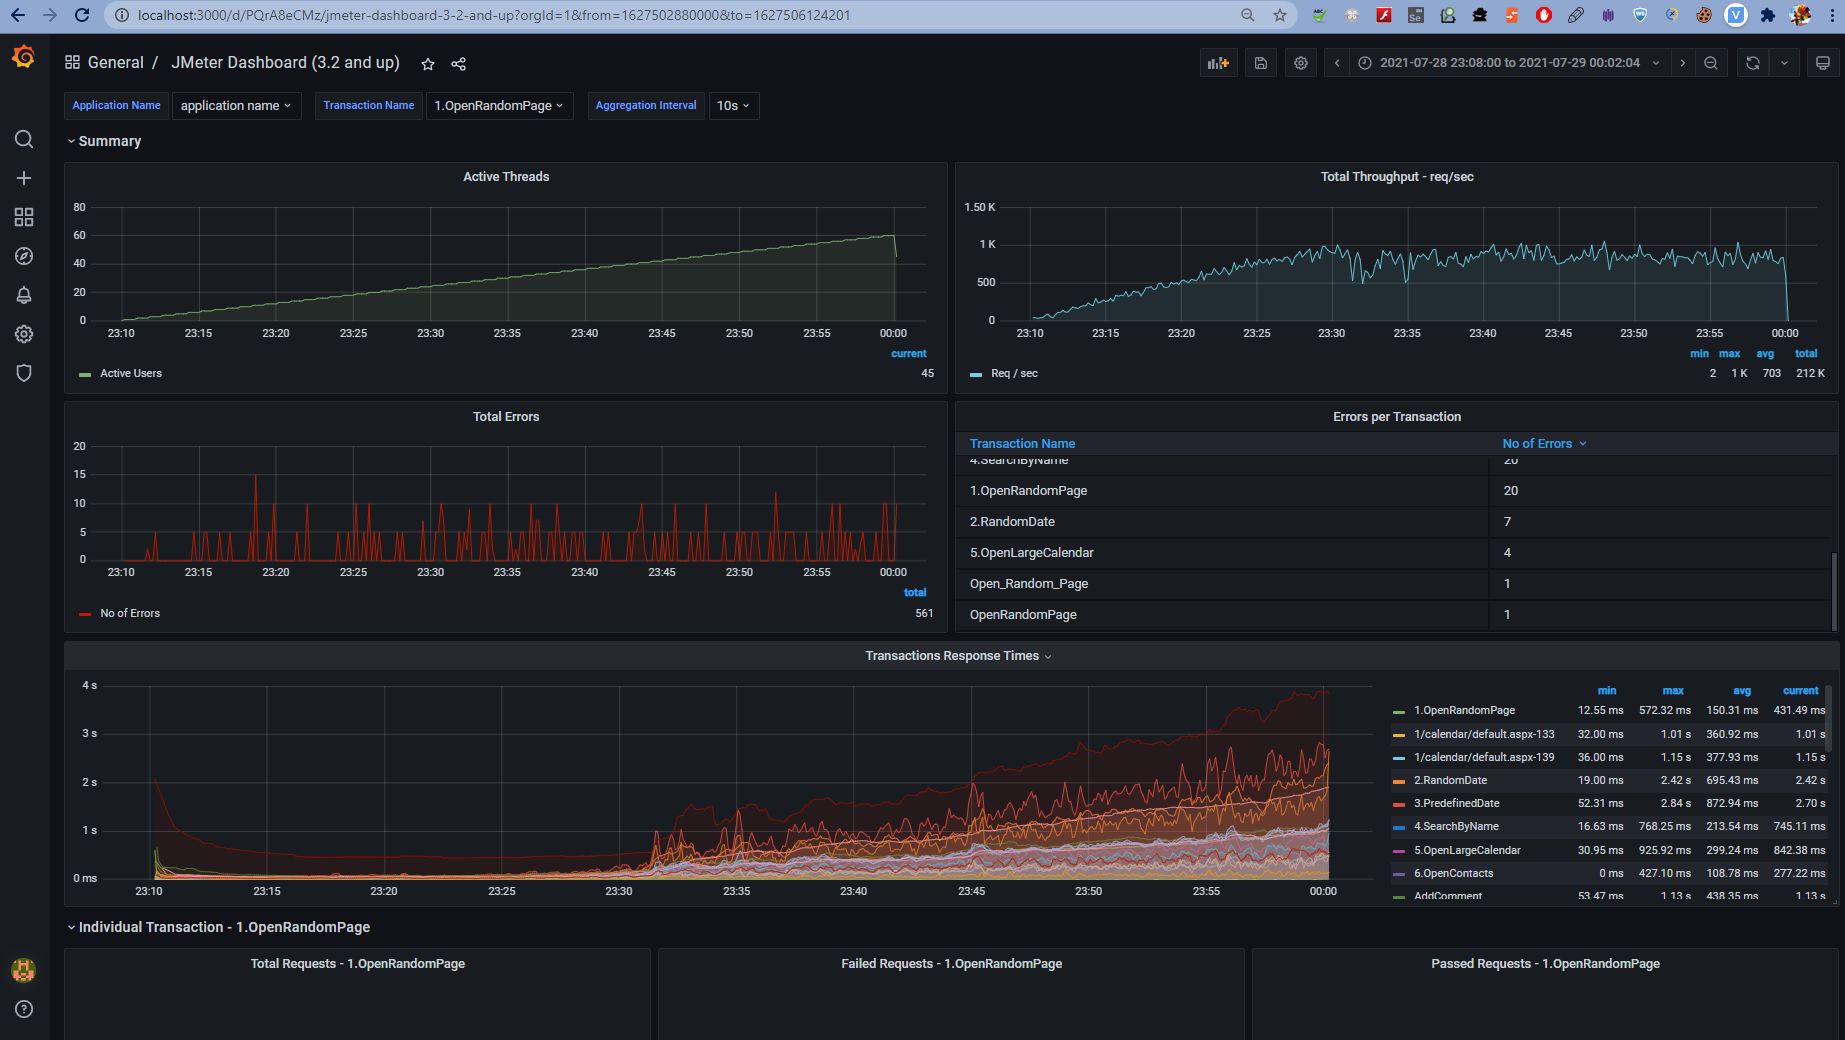 localhost:3000/d/PQrA8eCMz/jmeter-dashboard-3-2-and-up?orgId=1&from=1627502880000&to=1627506124201
General / JMeter Dashboard (3.2 and up)
2021-07-28 23:08:00 to 2021-07-29 00:02:04
Application Name application name Transaction Name 1.OpenRandomPage Aggregation Interval 10s
Summary
Active Threads
80
60
40
20
0
23:10 23:15 23:20 23:25 23:30 23:35 23:40 23:45 23:50 23:55 00:00
current
Active Users 45
Total Throughput - req/sec
1.50 K
1 K
500
0
23:10 23:15 23:20 23:25 23:30 23:35 23:40 23:45 23:50 23:55 00:00
min max avg total
Req / sec 2 1 K 703 212 K
Total Errors
20
15
10
5
0
23:10 23:15 23:20 23:25 23:30 23:35 23:40 23:45 23:50 23:55 00:00
total
No of Errors 561
Errors per Transaction
Transaction Name No of Errors
4.SearchByName 20
1.OpenRandomPage 20
2.RandomDate 7
5.OpenLargeCalendar 4
Open_Random_Page 1
OpenRandomPage 1
Transactions Response Times
4 s
3 s
2 s
1 s
0 ms
23:10 23:15 23:20 23:25 23:30 23:35 23:40 23:45 23:50 23:55 00:00
min max avg current
1.OpenRandomPage 12.55 ms 572.32 ms 150.31 ms 431.49 ms
1/calendar/default.aspx-133 32.00 ms 1.01 s 360.92 ms 1.01 s
1/calendar/default.aspx-139 36.00 ms 1.15 s 377.93 ms 1.15 s
2.RandomDate 19.00 ms 2.42 s 695.43 ms 2.42 s
3.PredefinedDate 52.31 ms 2.84 s 872.94 ms 2.70 s
4.SearchByName 16.63 ms 768.25 ms 213.54 ms 745.11 ms
5.OpenLargeCalendar 30.95 ms 925.92 ms 299.24 ms 842.38 ms
6.OpenContacts 0 ms 427.10 ms 108.78 ms 277.22 ms
AddComment 53.47 ms 1.13 s 438.35 ms 1.13 s
Individual Transaction - 1.OpenRandomPage
Total Requests - 1.OpenRandomPage
Failed Requests - 1.OpenRandomPage
Passed Requests - 1.OpenRandomPage